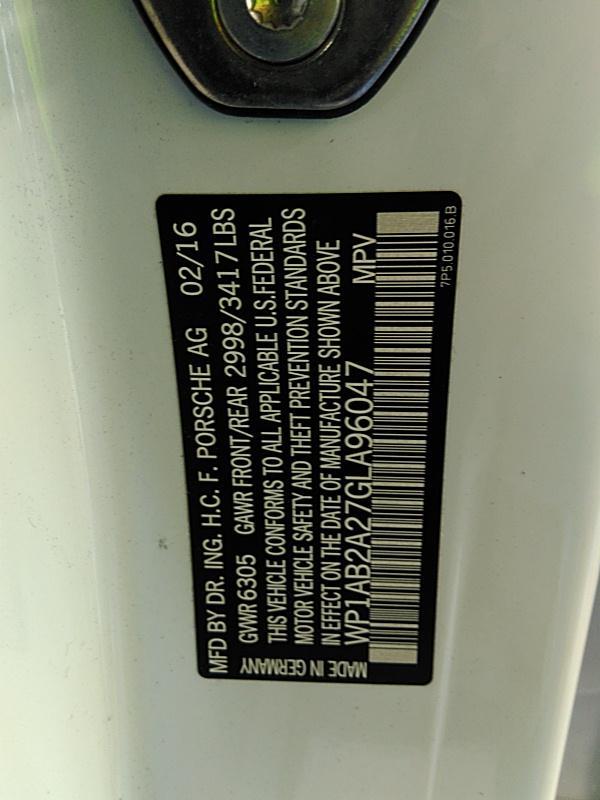 MFD BY DR. ING. H.C. F. PORSCHE AG 02/16
GVWR 6305 GAWR FRONT/REAR 2998/3417LBS
THIS VEHICLE CONFORMS TO ALL APPLICABLE U.S. FEDERAL
MOTOR VEHICLE SAFETY AND THEFT PREVENTION STANDARDS
IN EFFECT ON THE DATE OF MANUFACTURE SHOWN ABOVE
WP1AB2A27GLA96047 MPV
MADE IN GERMANY
7P5.010.016.B